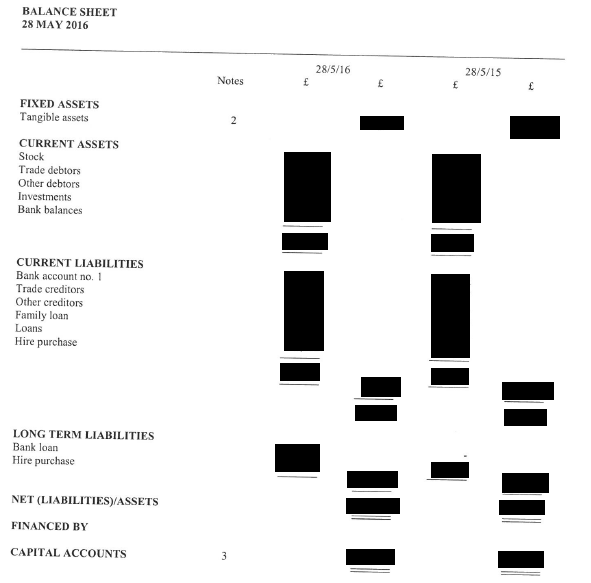 BALANCE SHEET
28 MAY 2016
28/5/16 28/5/15
Notes £ £ £ £
FIXED ASSETS
Tangible assets 2
CURRENT ASSETS
Stock
Trade debtors
Other debtors
Investments
Bank balances
CURRENT LIABILITIES
Bank account no. 1
Trade creditors
Other creditors
Family loan
Loans
Hire purchase
LONG TERM LIABILITIES
Bank loan -
Hire purchase
NET (LIABILITIES)/ASSETS
FINANCED BY
CAPITAL ACCOUNTS 3